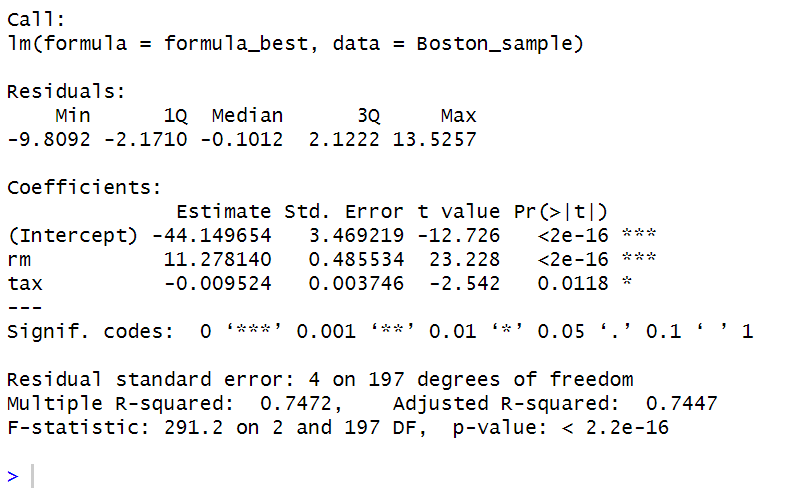 Call:
lm(formula = formula_best, data = Boston_sample)
Residuals:
    Min      1Q  Median      3Q     Max
-9.8092 -2.1710 -0.1012  2.1222 13.5257
Coefficients:
              Estimate Std. Error t value Pr(>|t|)
(Intercept) -44.149654   3.469219 -12.726   <2e-16 ***
rm           11.278140   0.485534  23.228   <2e-16 ***
tax          -0.009524   0.003746  -2.542   0.0118 *
---
Signif. codes:  0 ‘***’ 0.001 ‘**’ 0.01 ‘*’ 0.05 ‘.’ 0.1 ‘ ’ 1
Residual standard error: 4 on 197 degrees of freedom
Multiple R-squared:  0.7472,	Adjusted R-squared:  0.7447
F-statistic: 291.2 on 2 and 197 DF,  p-value: < 2.2e-16
>